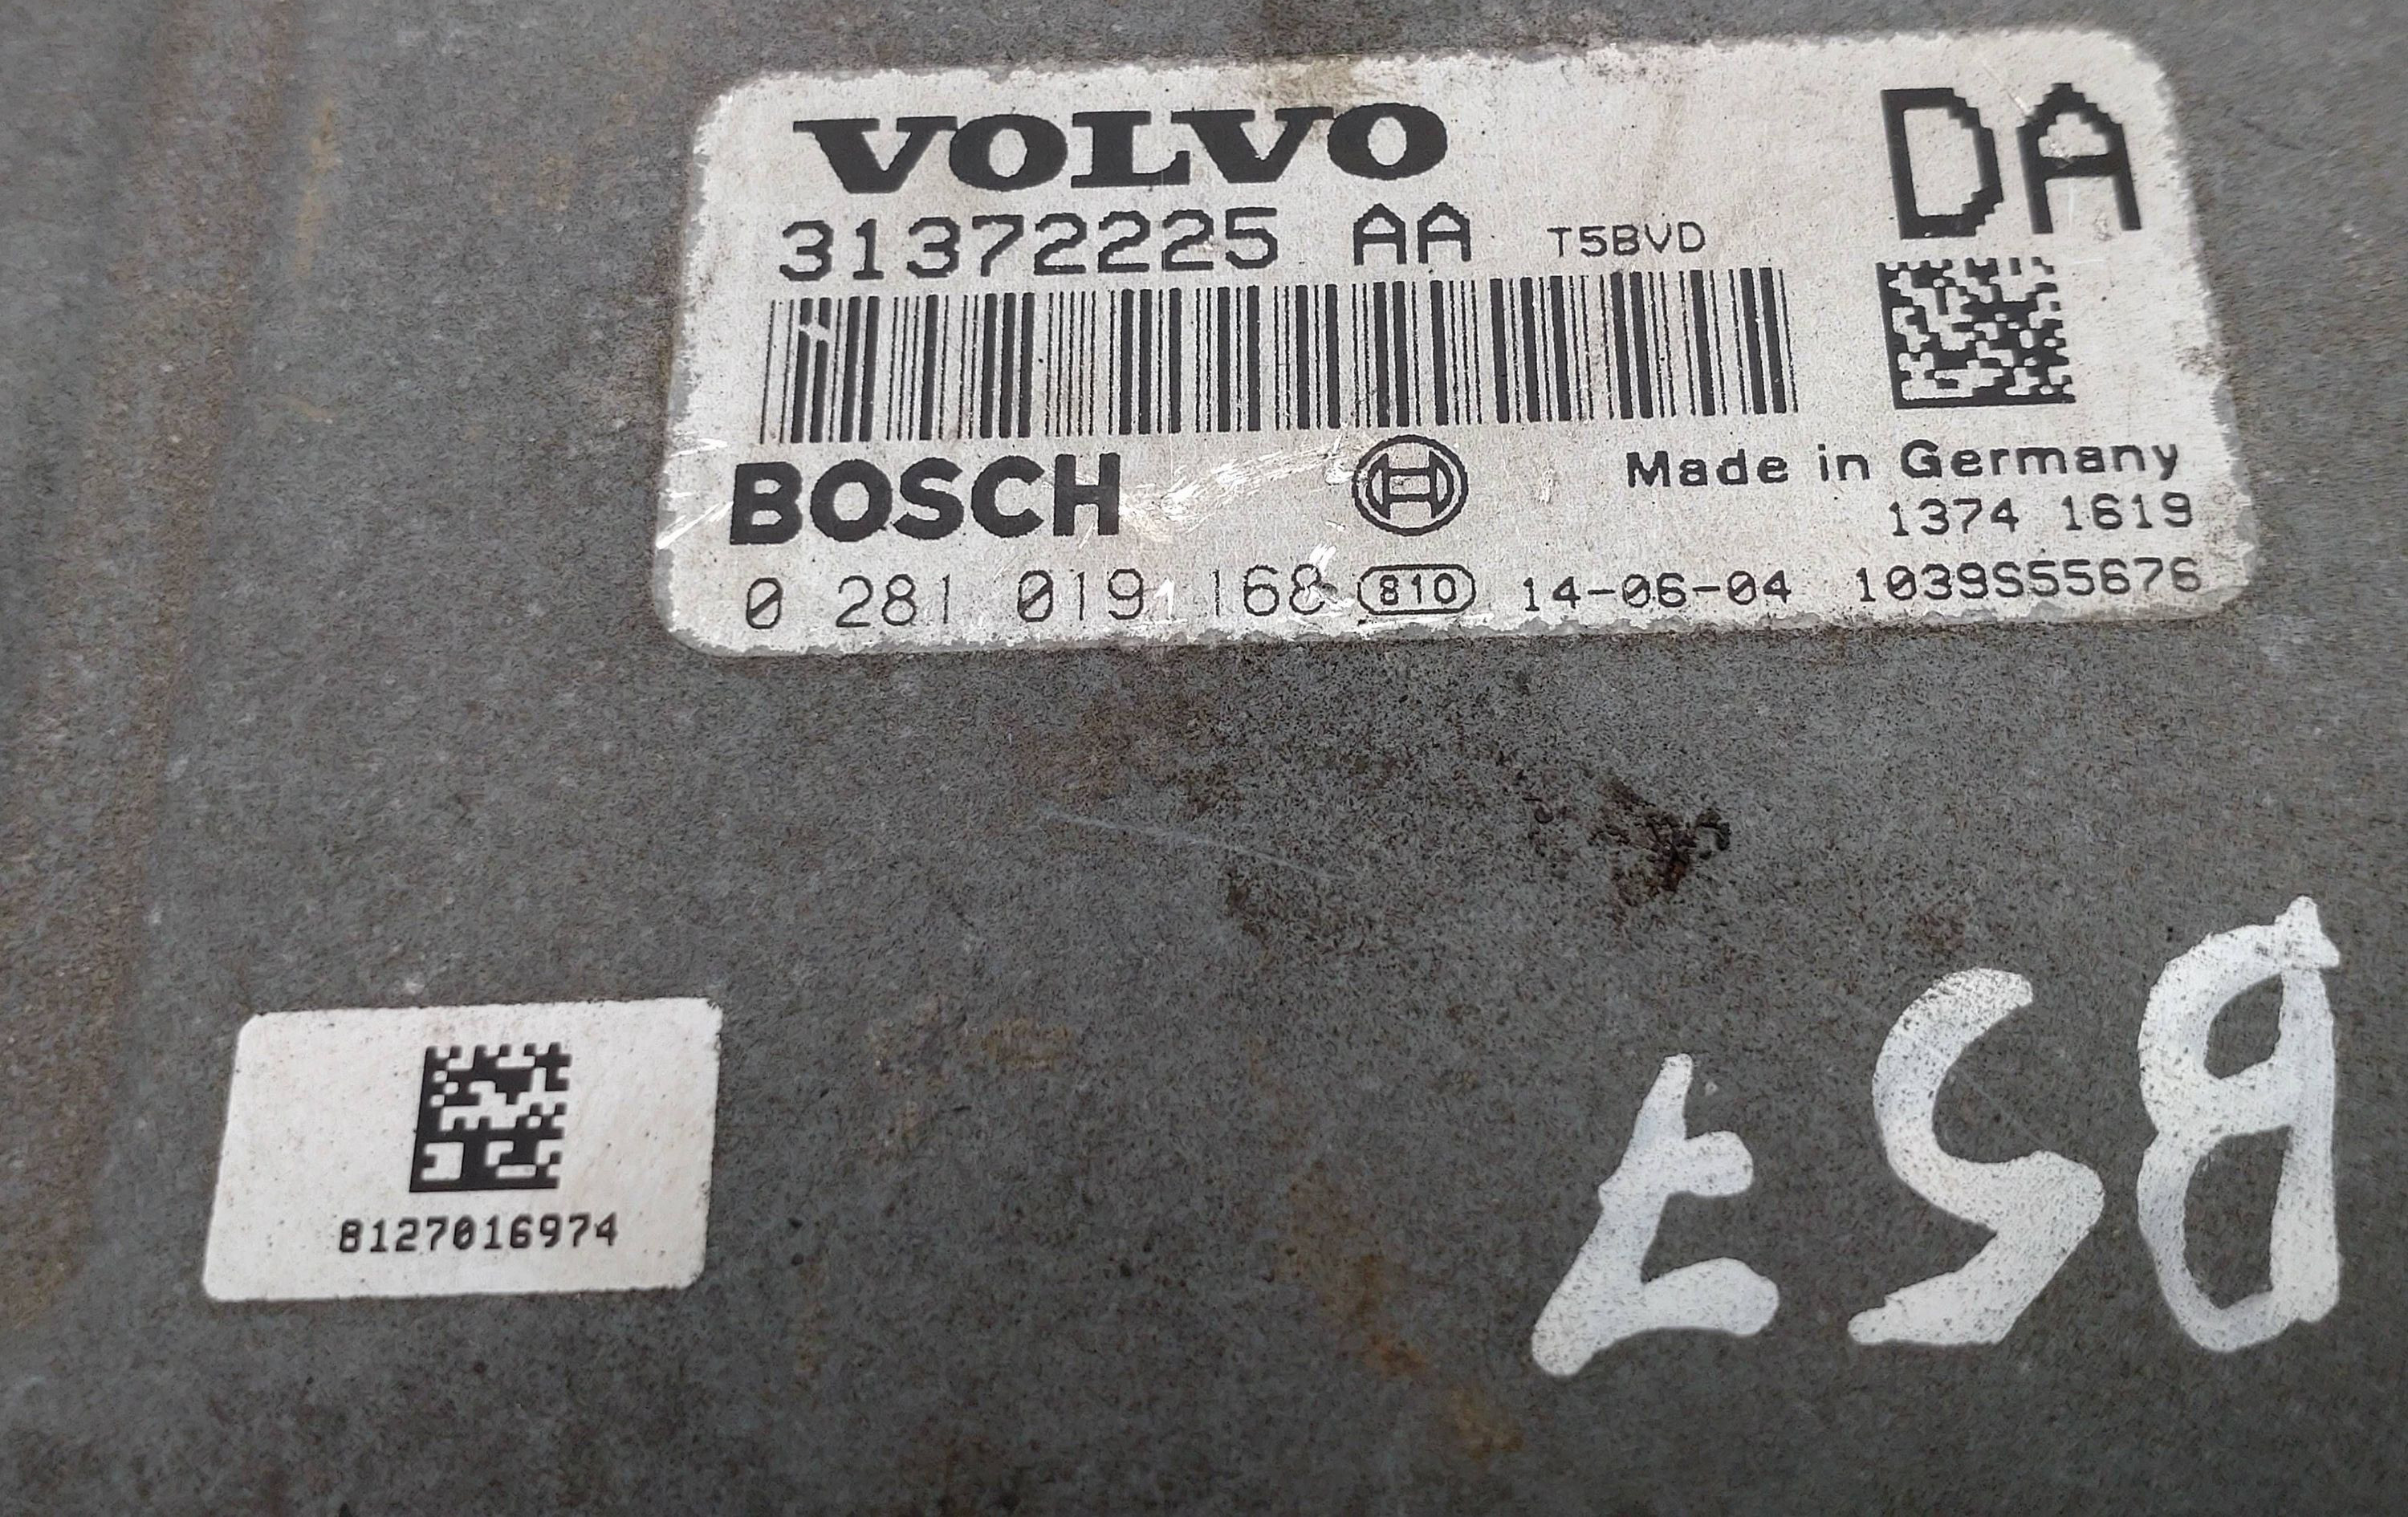 VOLVO
DA
31372225 AA T5BVD
BOSCH
Made in Germany
1374 1619
0 281 019 168 810 14-06-04 1039S55676
B57
8127016974